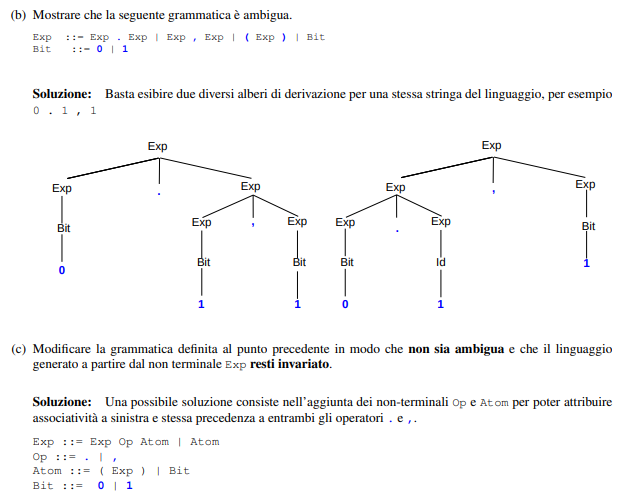 (b) Mostrare che la seguente grammatica è ambigua.
Exp ::= Exp . Exp | Exp , Exp | ( Exp ) | Bit
Bit ::= 0 | 1
Soluzione: Basta esibire due diversi alberi di derivazione per una stessa stringa del linguaggio, per esempio
0 . 1 , 1
Exp Exp
Exp . Exp Exp , Exp
Bit Exp , Exp Exp . Exp Bit
0 Bit Bit Bit Id 1
1 1 0 1
(c) Modificare la grammatica definita al punto precedente in modo che non sia ambigua e che il linguaggio
generato a partire dal non terminale Exp resti invariato.
Soluzione: Una possibile soluzione consiste nell'aggiunta dei non-terminali Op e Atom per poter attribuire
associatività a sinistra e stessa precedenza a entrambi gli operatori . e ,.
Exp ::= Exp Op Atom | Atom
Op ::= . | ,
Atom ::= ( Exp ) | Bit
Bit ::= 0 | 1